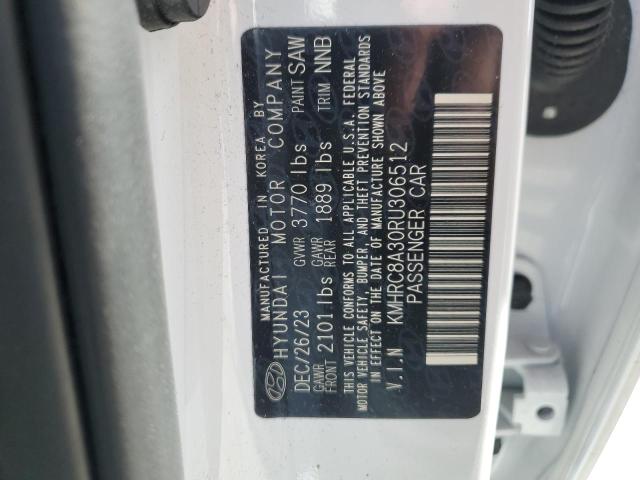 MANUFACTURED IN KOREA BY
HYUNDAI MOTOR COMPANY
DEC/26/23 GVWR 3770 lbs PAINT SAW
GAWR FRONT 2101 lbs GAWR REAR 1889 lbs TRIM NNB
THIS VEHICLE CONFORMS TO ALL APPLICABLE U.S.A. FEDERAL
MOTOR VEHICLE SAFETY, BUMPER, AND THEFT PREVENTION STANDARDS
IN EFFECT ON THE DATE OF MANUFACTURE SHOWN ABOVE
V.I.N KMHRC8A30RU306512
PASSENGER CAR